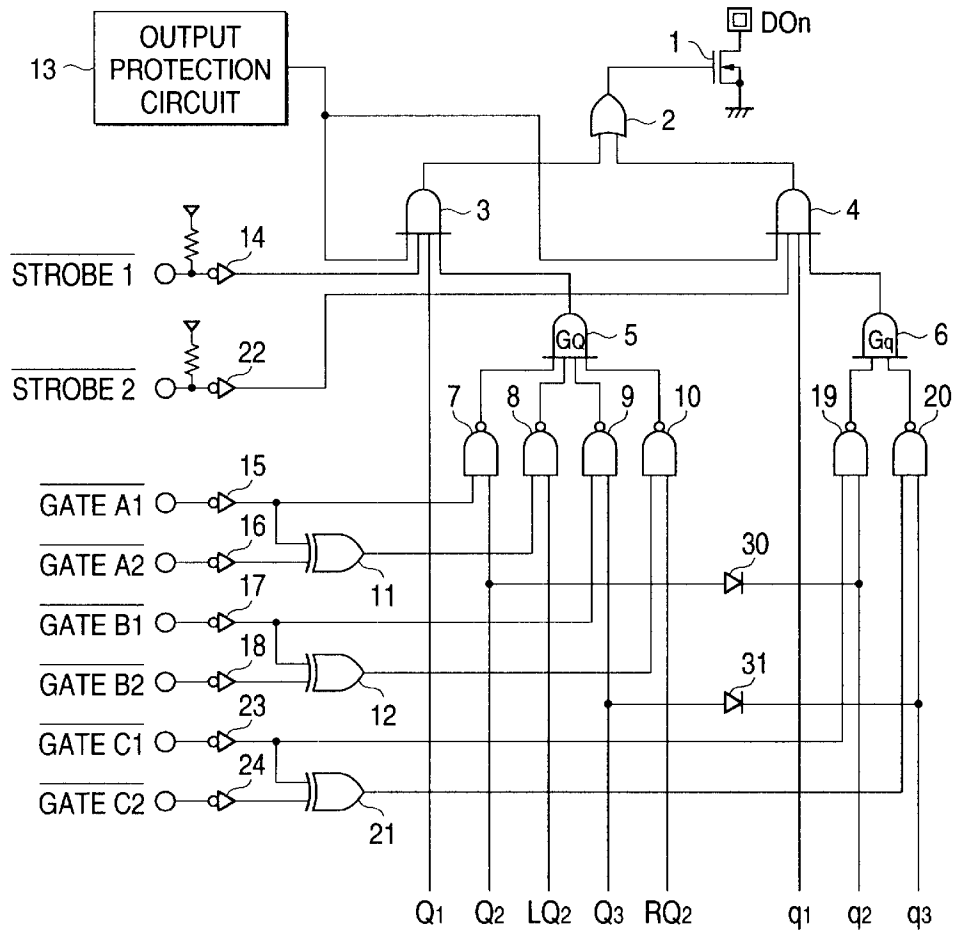 DOn
1
OUTPUT
PROTECTION
CIRCUIT
13
2
3
4
STROBE 1
14
GQ
5
Gq
6
STROBE 2
22
7
8
9
10
19
20
GATE A1
15
GATE A2
16
11
30
GATE B1
17
GATE B2
18
12
31
GATE C1
23
GATE C2
24
21
Q1 Q2 LQ2 Q3 RQ2 q1 q2 q3